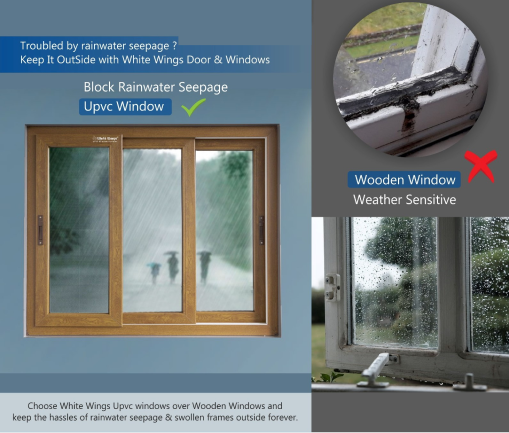 Troubled by rainwater seepage ?
Keep It OutSide with White Wings Door & Windows
Block Rainwater Seepage
Upvc Window
Wooden Window
Weather Sensitive
Choose White Wings Upvc windows over Wooden Windows and
keep the hassles of rainwater seepage & swollen frames outside forever.